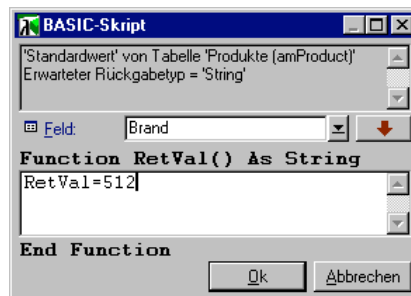 BASIC-Skript
'Standardwert' von Tabelle 'Produkte (amProduct)'
Erwarteter Rückgabetyp = 'String'
Feld: Brand
Function RetVal() As String
RetVal=512
End Function
Ok Abbrechen